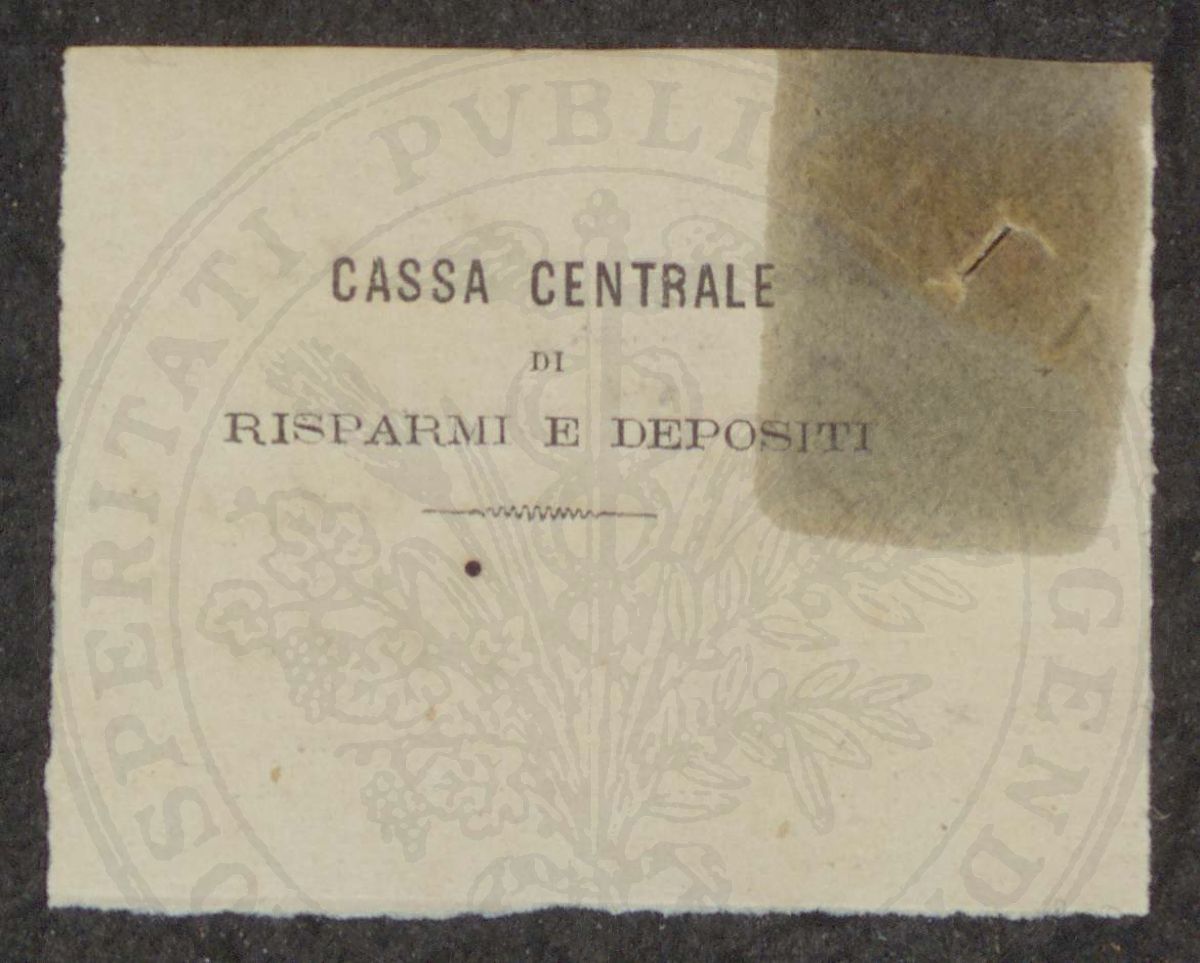 CASSA CENTRALE
DI
RISPARMI E DEPOSITI